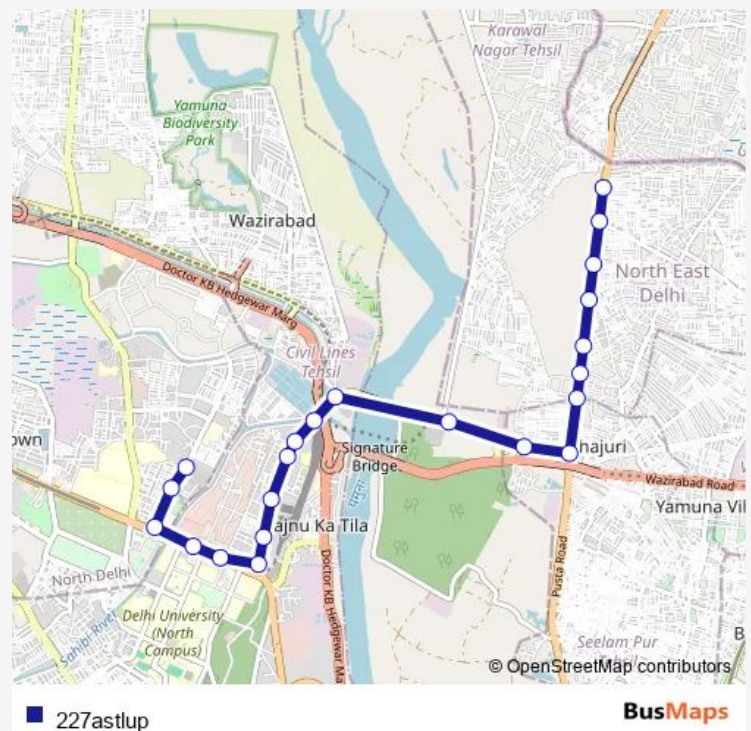 Karawal
Nagar Tehsil
Yamuna
Biodiversity
Park
Wazirabad
Doctor KB Hedgewar Marg
North East
Delhi
Civil Lines
Tehsil
own
Signature
Bridge
hajuri
Wazirabad Road
यमुना
Yamuna Vil
ajnu Ka Tila
North Delhi
Pusta Road
Doctor KB Hedgewar Ma
Delhi University
(North
Campus)
Sahibi River
Seelam Pur
B
© OpenStreetMap contributors
227astlup
BusMaps